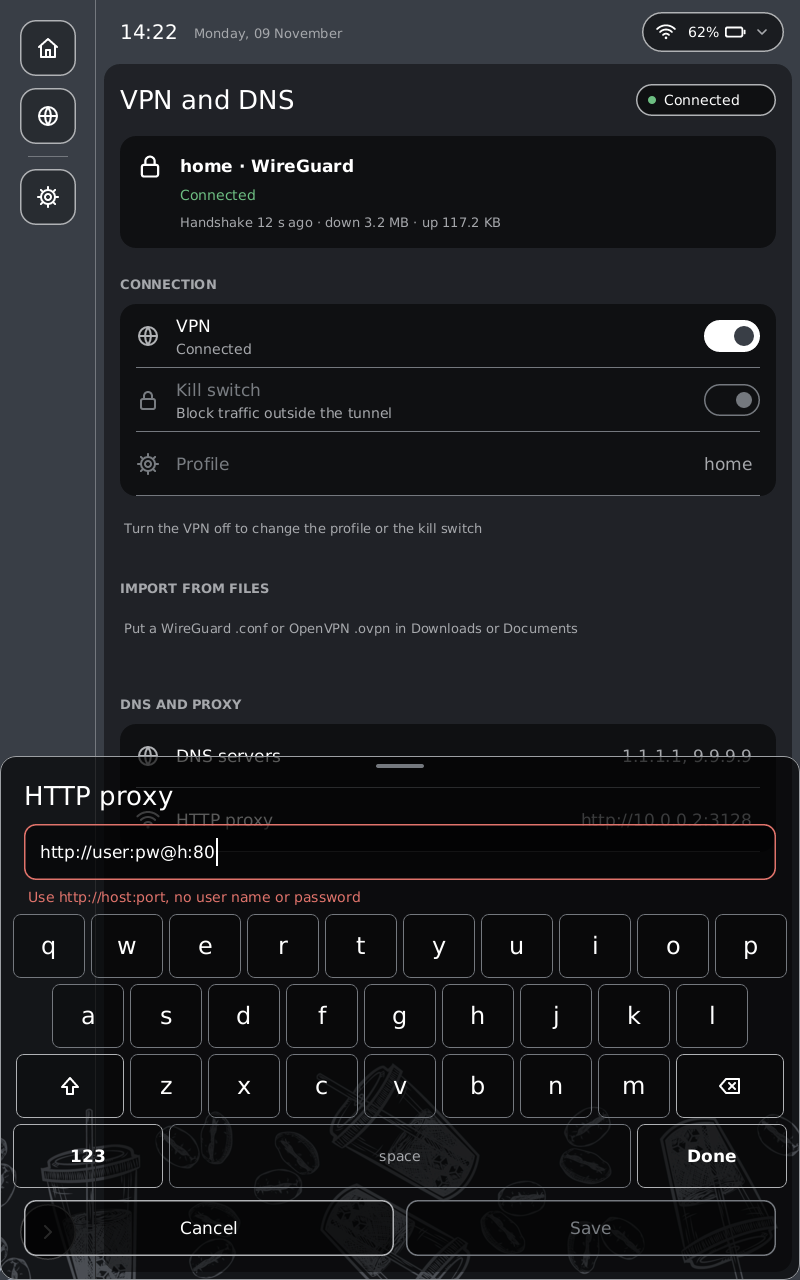 14:22 Monday, 09 November 62%
VPN and DNS Connected
home · WireGuard
Connected
Handshake 12 s ago · down 3.2 MB · up 117.2 KB
CONNECTION
VPN
Connected
Kill switch
Block traffic outside the tunnel
Profile home
Turn the VPN off to change the profile or the kill switch
IMPORT FROM FILES
Put a WireGuard .conf or OpenVPN .ovpn in Downloads or Documents
DNS AND PROXY
DNS servers 1.1.1.1, 9.9.9.9
HTTP proxy
HTTP proxy http://10.0.0.2:3128
http://user:pw@h:80
Use http://host:port, no user name or password
q w e r t y u i o p
a s d f g h j k l
z x c v b n m
123 space Done
Cancel Save